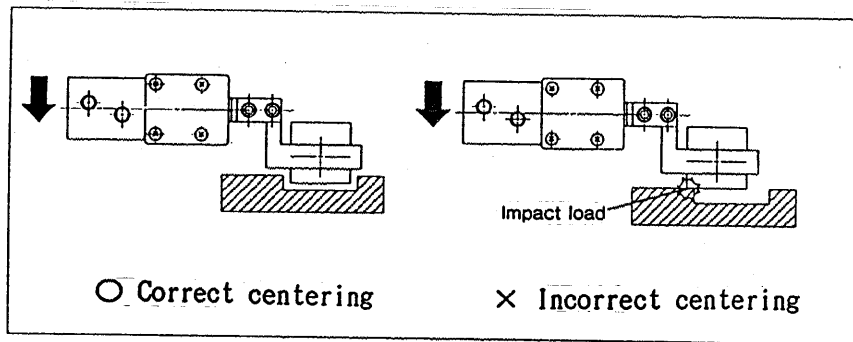 Impact load
○ Correct centering
× Incorrect centering